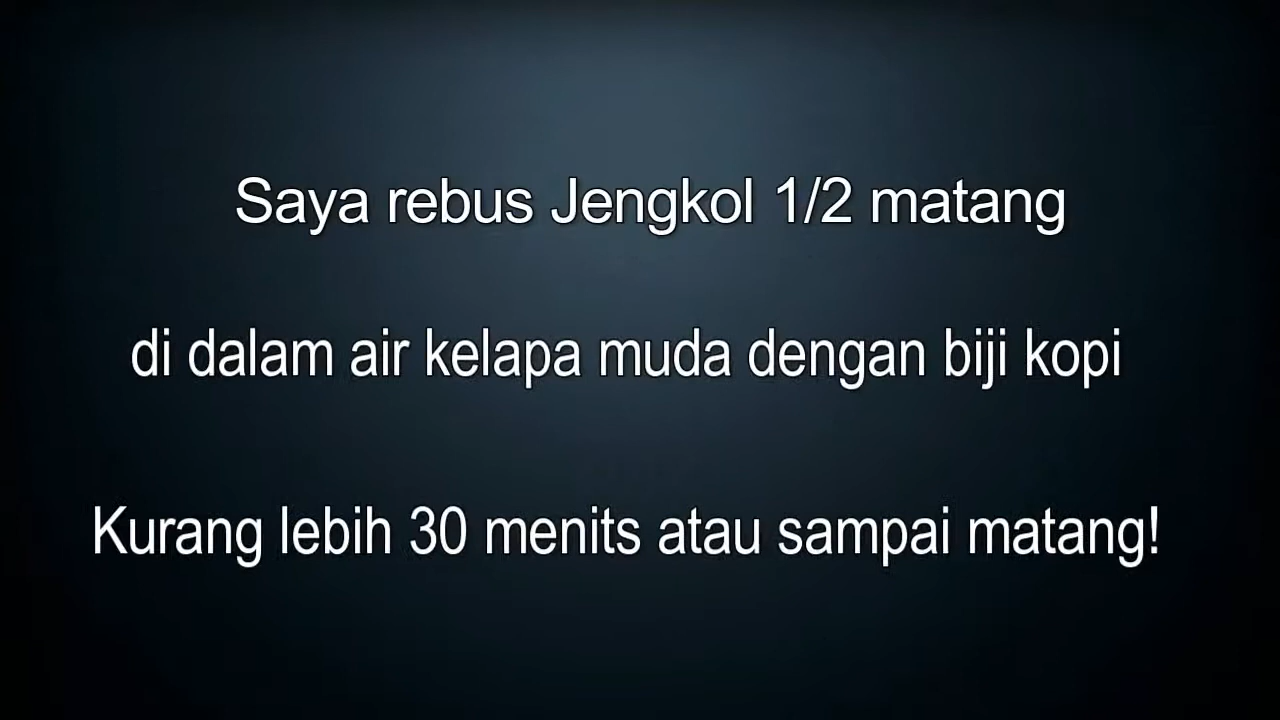 Saya rebus Jengkol 1/2 matang
di dalam air kelapa muda dengan biji kopi
Kurang lebih 30 menits atau sampai matang!